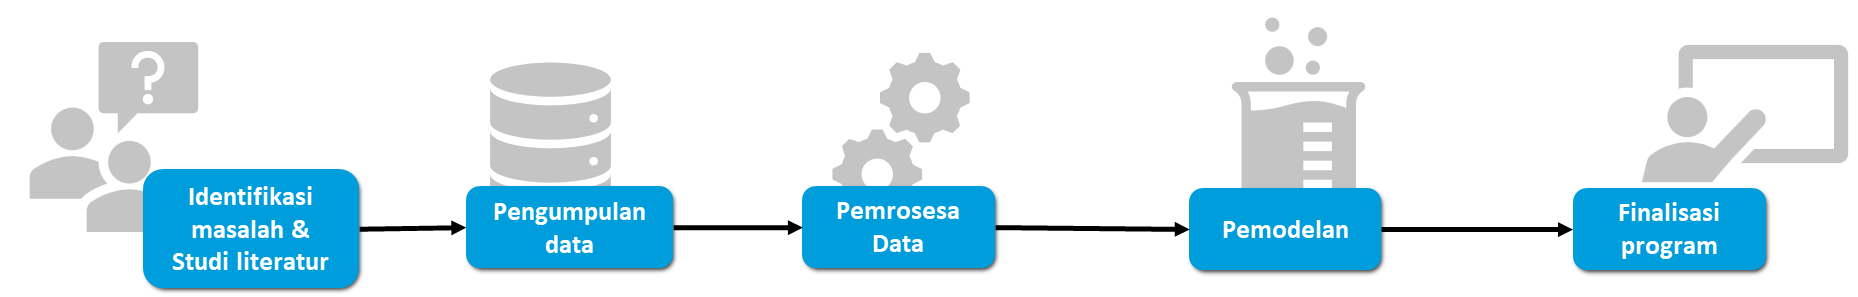 ?
Identifikasi
masalah &
Studi literatur
Pengumpulan
data
Pemrosesa
Data
Pemodelan
Finalisasi
program